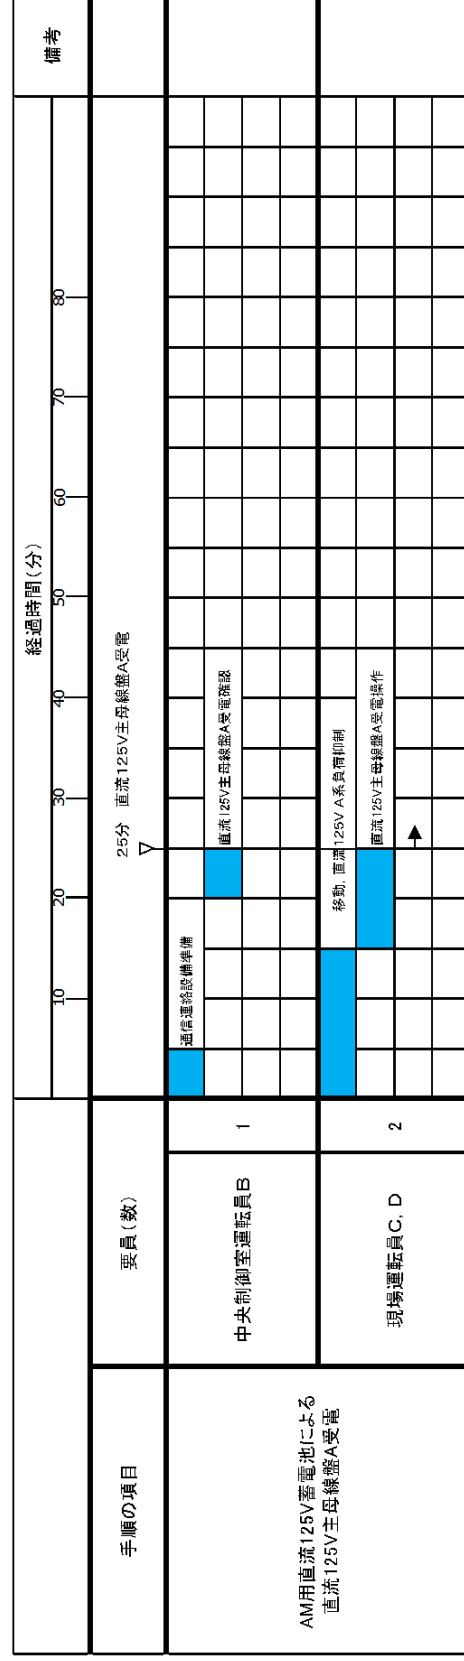 経過時間(分)
備考
10 20 30 40 50 60 70 80
手順の項目
要員(数)
25分 直流125V主母線盤A受電
▽
AM用直流125V蓄電池による
直流125V主母線盤A受電
中央制御室運転員B
1
通信連絡設備準備
直流125V主母線盤A受電確認
現場運転員C, D
2
移動, 直流125V A系負荷抑制
直流125V主母線盤A受電操作